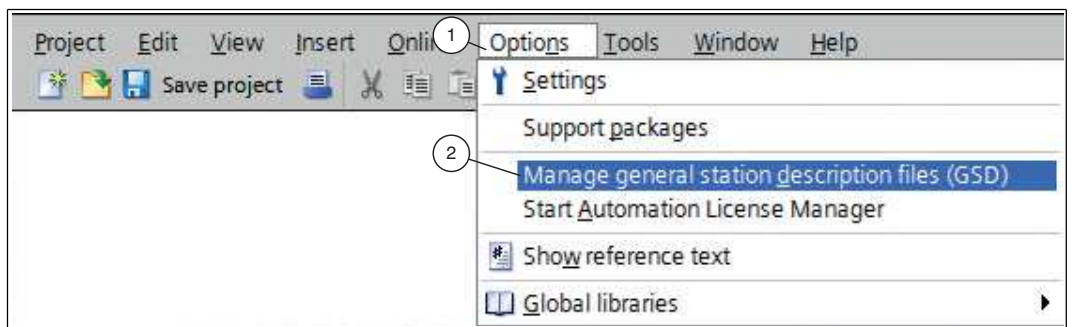 Project Edit View Insert Onli 1 Options Tools Window Help
Save project
Settings
Support packages
2
Manage general station description files (GSD)
Start Automation License Manager
Show reference text
Global libraries